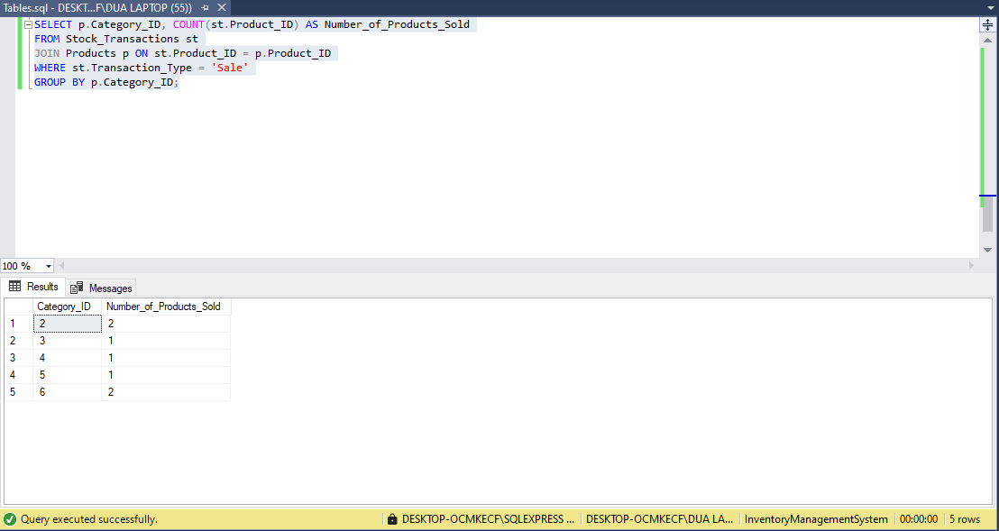 Tables.sql - DESKT...F\DUA LAPTOP (55))
SELECT p.Category_ID, COUNT(st.Product_ID) AS Number_of_Products_Sold
FROM Stock_Transactions st
JOIN Products p ON st.Product_ID = p.Product_ID
WHERE st.Transaction_Type = 'Sale'
GROUP BY p.Category_ID;
100 %
Results Messages
Category_ID Number_of_Products_Sold
1 2 2
2 3 1
3 4 1
4 5 1
5 6 2
Query executed successfully. DESKTOP-OCMKECF\SQLEXPRESS ... DESKTOP-OCMKECF\DUA LA... InventoryManagementSystem 00:00:00 5 rows